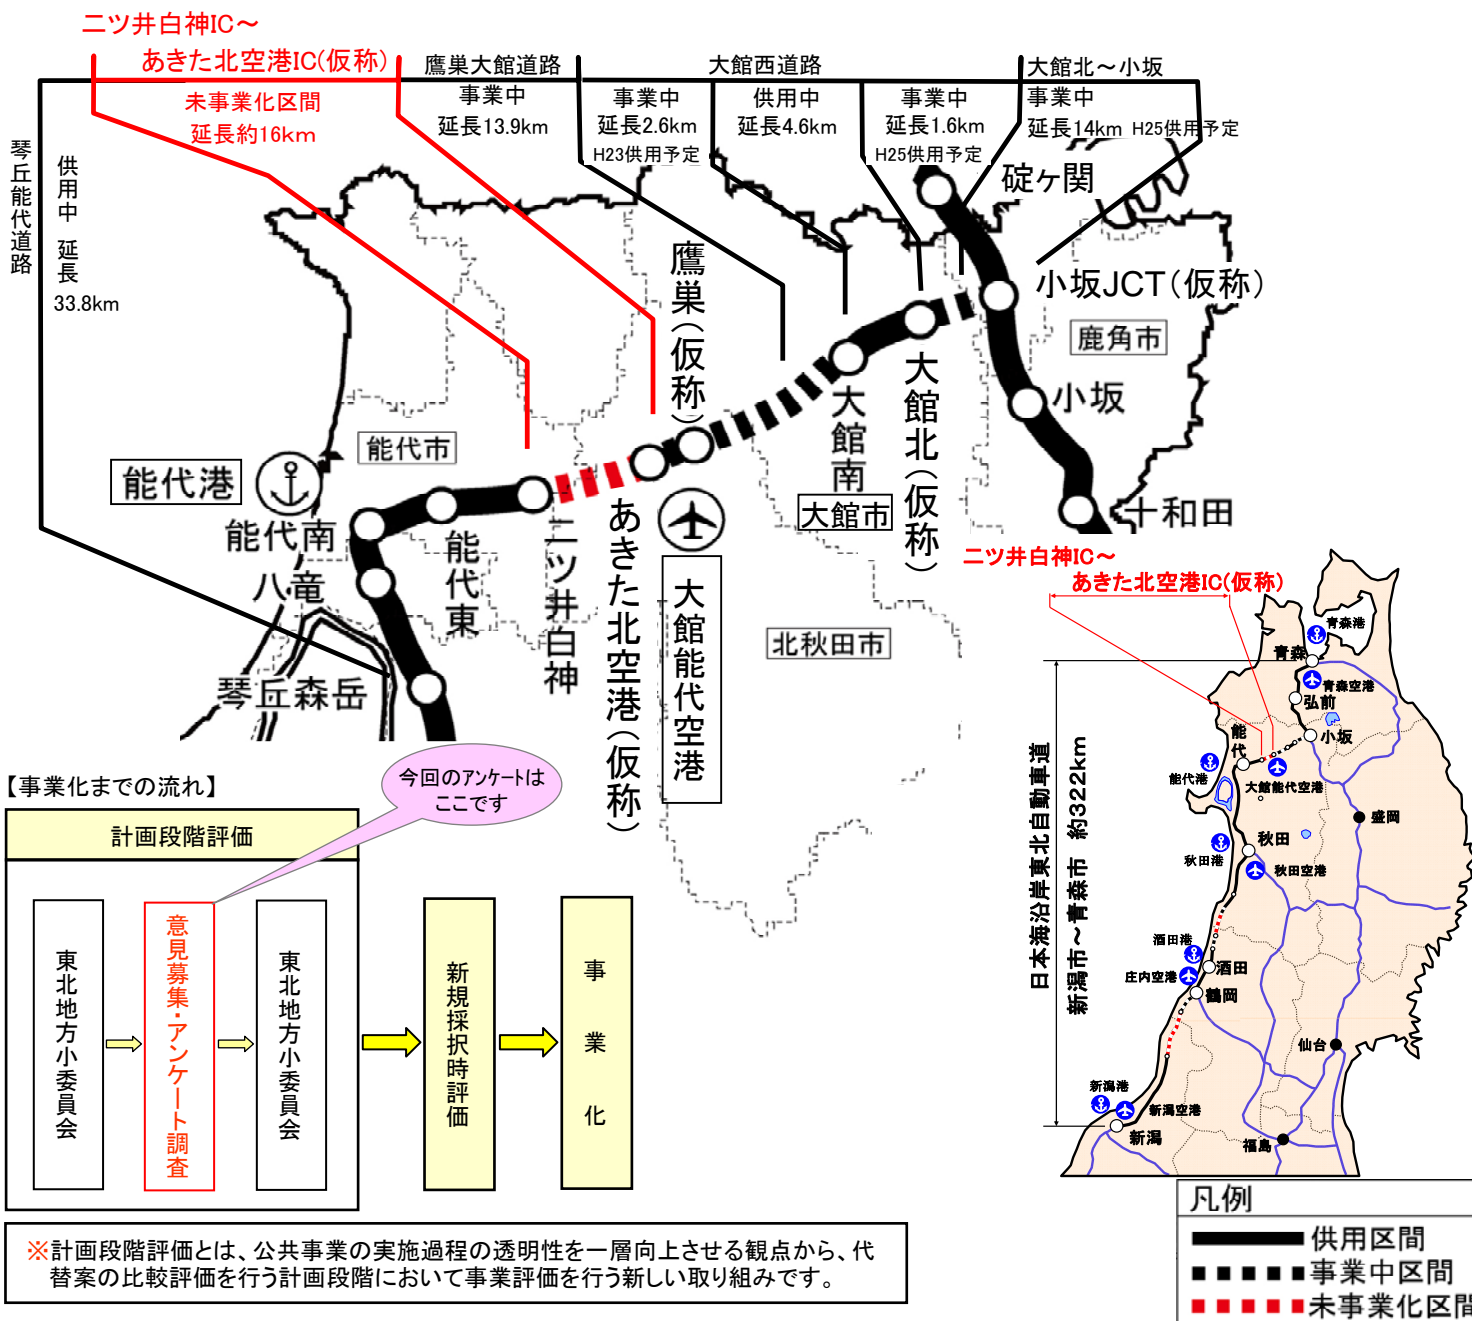 二ツ井白神IC～
あきた北空港IC(仮称)
未事業化区間
延長約16km
鷹巣大館道路
事業中
延長13.9km
大館西道路
事業中
延長2.6km
H23供用予定
供用中
延長4.6km
事業中
延長1.6km
H25供用予定
大館北～小坂
事業中
延長14km H25供用予定
琴丘能代道路
供用中 延長
33.8km
碇ヶ関
小坂JCT(仮称)
鹿角市
小坂
十和田
鷹巣(仮称)
大館北(仮称)
大館南
大館市
能代市
能代港
能代南
八竜
能代東
二ツ井白神
あきた北空港(仮称)
大館能代空港
北秋田市
琴丘森岳
【事業化までの流れ】
今回のアンケートは
ここです
計画段階評価
東北地方小委員会
意見募集・アンケート調査
東北地方小委員会
新規採択時評価
事業化
※計画段階評価とは、公共事業の実施過程の透明性を一層向上させる観点から、代
替案の比較評価を行う計画段階において事業評価を行う新しい取り組みです。
二ツ井白神IC～
あきた北空港IC(仮称)
日本海沿岸東北自動車道
新潟市～青森市 約322km
青森港
青森
青森空港
弘前
小坂
能代
能代港
大館能代空港
盛岡
秋田
秋田港
秋田空港
酒田港
酒田
庄内空港
鶴岡
仙台
新潟港
新潟空港
新潟
福島
凡例
供用区間
事業中区間
未事業化区間